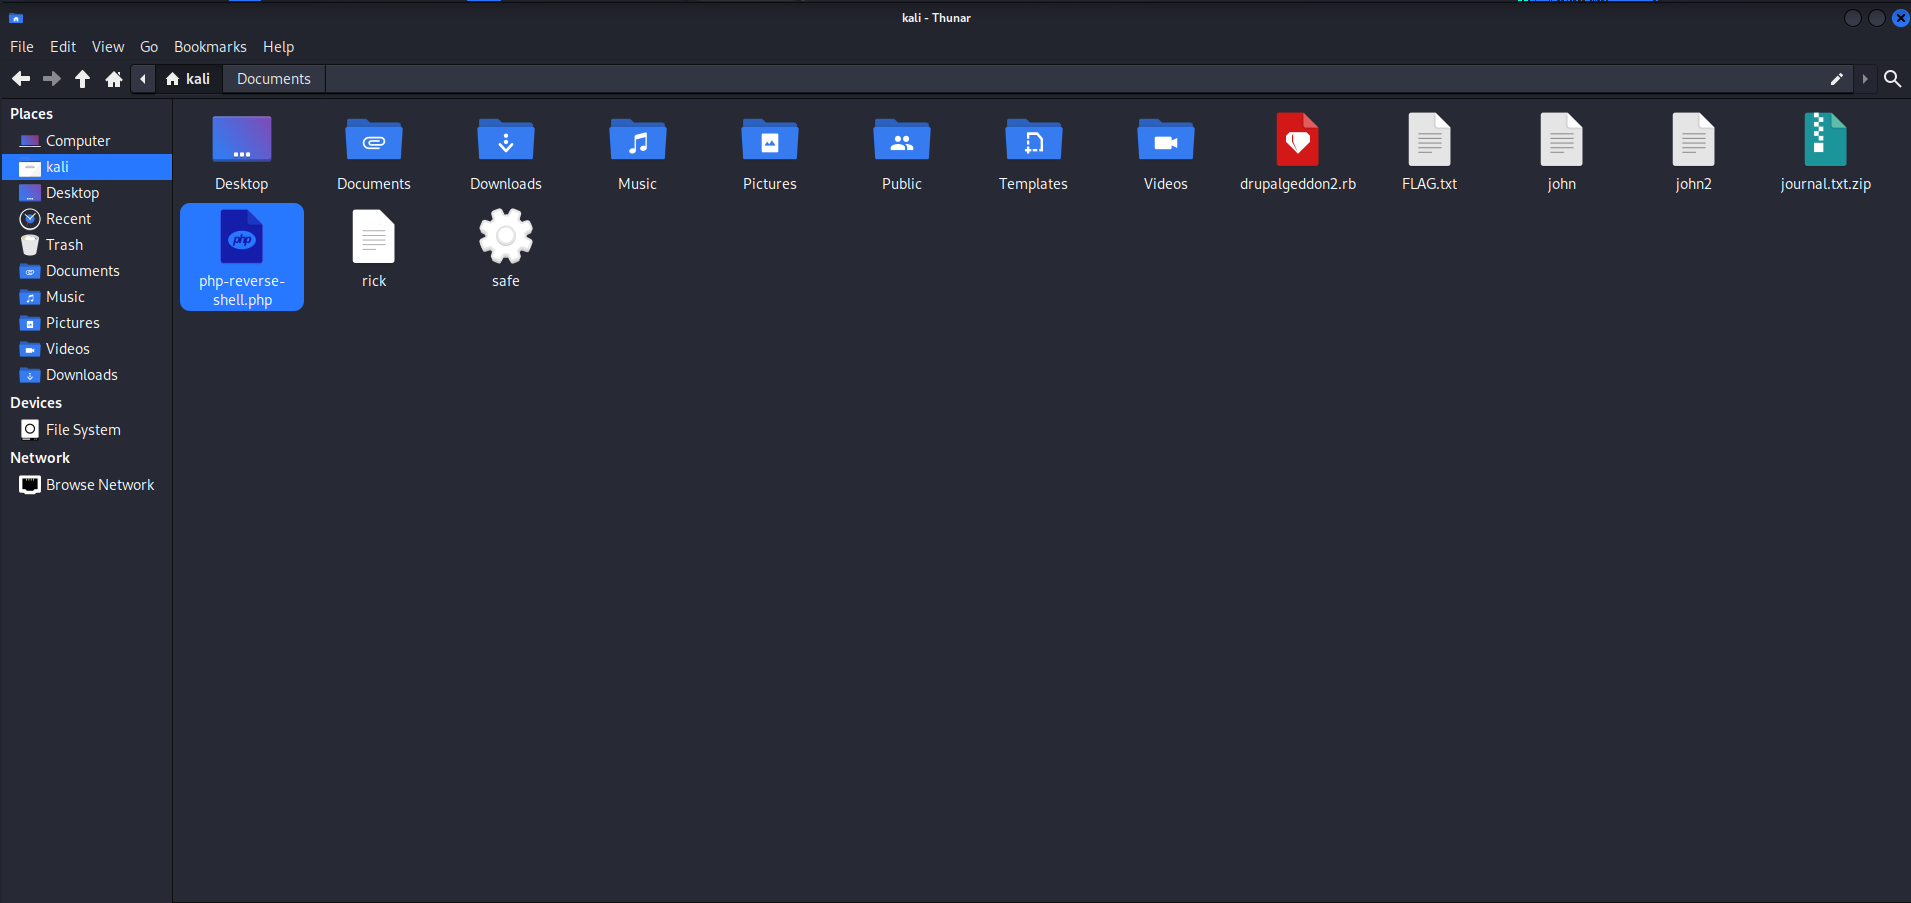 kali - Thunar
File Edit View Go Bookmarks Help
kali Documents
Places
Computer
kali
Desktop
Recent
Trash
Documents
Music
Pictures
Videos
Downloads
Devices
File System
Network
Browse Network
Desktop Documents Downloads Music Pictures Public Templates Videos drupalgeddon2.rb FLAG.txt john john2 journal.txt.zip
php
php-reverse-
shell.php
rick
safe